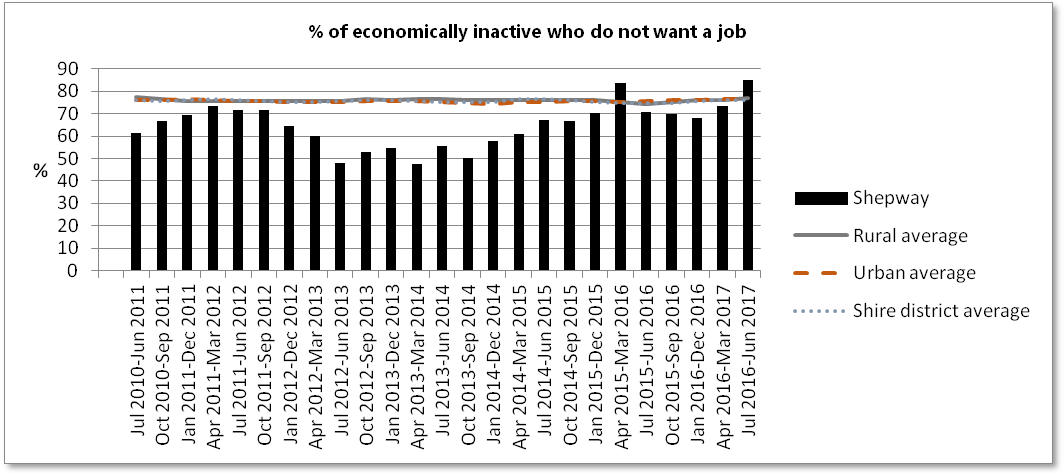 % of economically inactive who do not want a job
90
80
70
60
50
40
30
20
10
0
%
Jul 2010-Jun 2011
Oct 2010-Sep 2011
Jan 2011-Dec 2011
Apr 2011-Mar 2012
Jul 2011-Jun 2012
Oct 2011-Sep 2012
Jan 2012-Dec 2012
Apr 2012-Mar 2013
Jul 2012-Jun 2013
Oct 2012-Sep 2013
Jan 2013-Dec 2013
Apr 2013-Mar 2014
Jul 2013-Jun 2014
Oct 2013-Sep 2014
Jan 2014-Dec 2014
Apr 2014-Mar 2015
Jul 2014-Jun 2015
Oct 2014-Sep 2015
Jan 2015-Dec 2015
Apr 2015-Mar 2016
Jul 2015-Jun 2016
Oct 2015-Sep 2016
Jan 2016-Dec 2016
Apr 2016-Mar 2017
Jul 2016-Jun 2017
Shepway
Rural average
Urban average
Shire district average